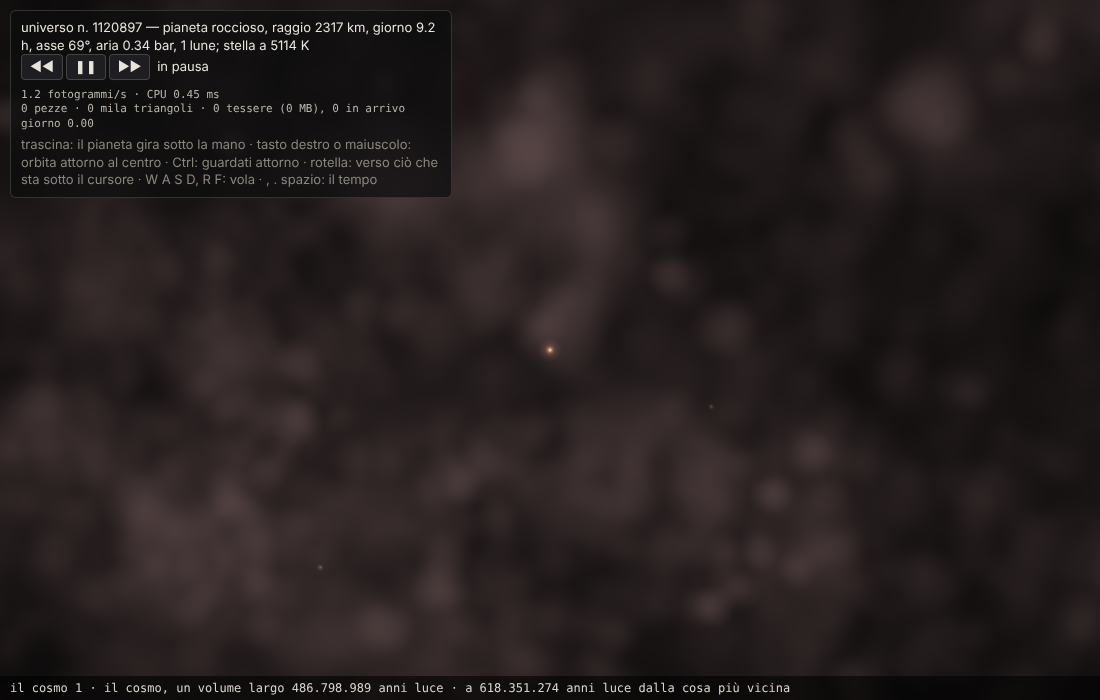 universo n. 1120897 — pianeta roccioso, raggio 2317 km, giorno 9.2
h, asse 69°, aria 0.34 bar, 1 lune; stella a 5114 K
in pausa
1.2 fotogrammi/s · CPU 0.45 ms
0 pezze · 0 mila triangoli · 0 tessere (0 MB), 0 in arrivo
giorno 0.00
trascina: il pianeta gira sotto la mano · tasto destro o maiuscolo:
orbita attorno al centro · Ctrl: guardati attorno · rotella: verso ciò che
sta sotto il cursore · W A S D, R F: vola · , . spazio: il tempo
il cosmo 1 · il cosmo, un volume largo 486.798.989 anni luce · a 618.351.274 anni luce dalla cosa più vicina